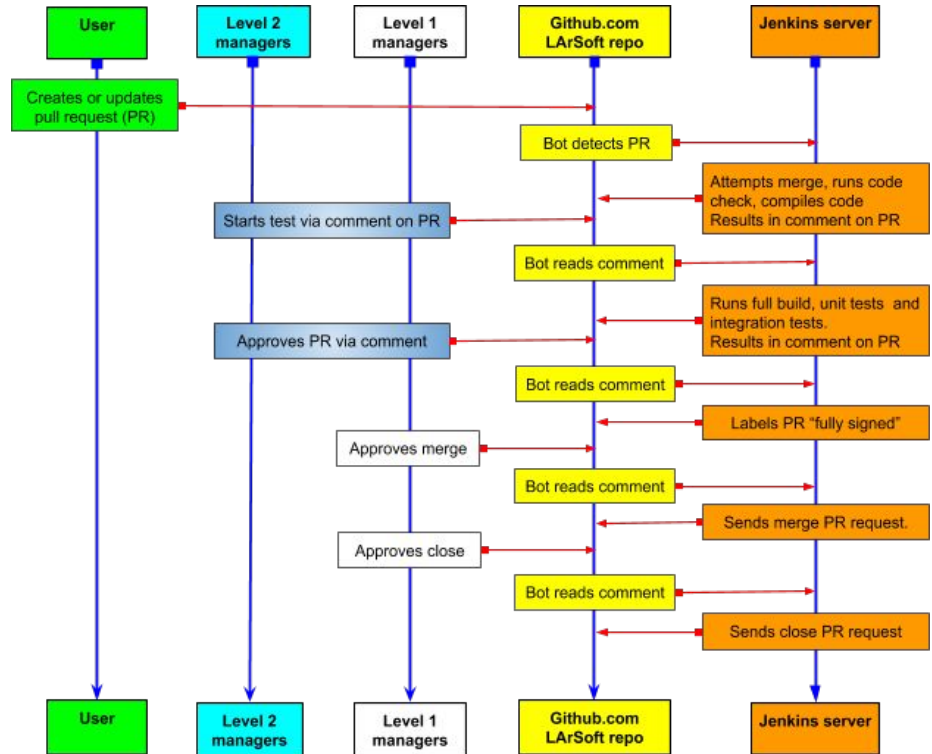 User
Level 2
managers
Level 1
managers
Github.com
LArSoft repo
Jenkins server
Creates or updates
pull request (PR)
Bot detects PR
Attempts merge, runs code
check, compiles code
Results in comment on PR
Starts test via comment on PR
Bot reads comment
Runs full build, unit tests and
integration tests.
Results in comment on PR
Approves PR via comment
Bot reads comment
Labels PR “fully signed”
Approves merge
Bot reads comment
Sends merge PR request.
Approves close
Bot reads comment
Sends close PR request
User
Level 2
managers
Level 1
managers
Github.com
LArSoft repo
Jenkins server